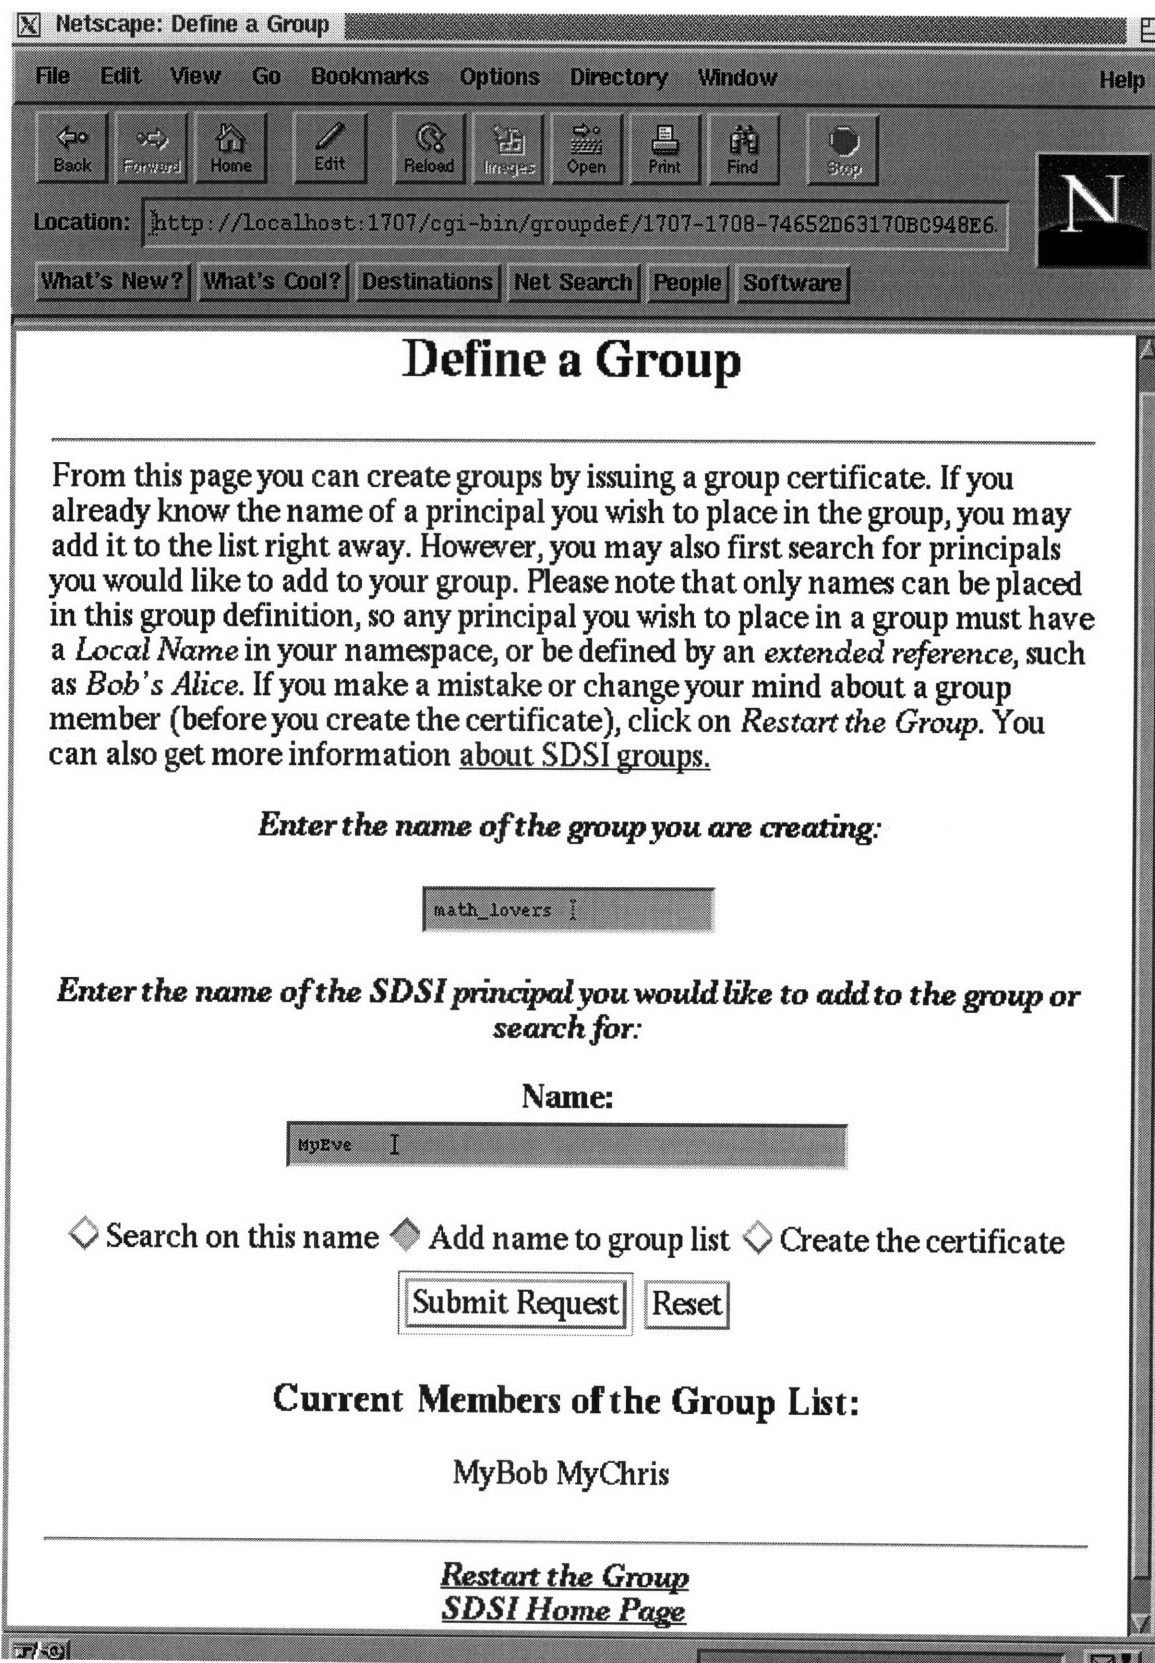 Netscape: Define a Group
File Edit View Go Bookmarks Options Directory Window Help
Back Forward Home Edit Reload Images Open Print Find Stop
N
Location: http://localhost:1707/cgi-bin/groupdef/1707-1708-74652D63170BC948E6.
What's New? What's Cool? Destinations Net Search People Software
Define a Group
From this page you can create groups by issuing a group certificate. If you
already know the name of a principal you wish to place in the group, you may
add it to the list right away. However, you may also first search for principals
you would like to add to your group. Please note that only names can be placed
in this group definition, so any principal you wish to place in a group must have
a Local Name in your namespace, or be defined by an extended reference, such
as Bob's Alice. If you make a mistake or change your mind about a group
member (before you create the certificate), click on Restart the Group. You
can also get more information about SDSI groups.
Enter the name of the group you are creating:
math_lovers
Enter the name of the SDSI principal you would like to add to the group or
search for:
Name:
MyEve
Search on this name Add name to group list Create the certificate
Submit Request Reset
Current Members of the Group List:
MyBob MyChris
Restart the Group
SDSI Home Page